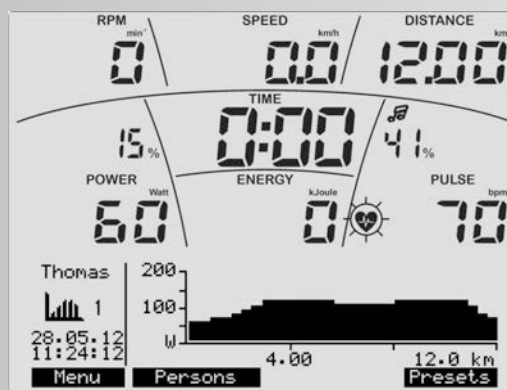 RPM SPEED DISTANCE
min⁻¹ km/h km
0 0.0 12.00
TIME
15% 0:00 41%
POWER ENERGY PULSE
Watt kJoule bpm
60 0 70
Thomas 200
1 100
28.05.12 W
11:24:12 4.00 12.0 km
Menu Persons Presets